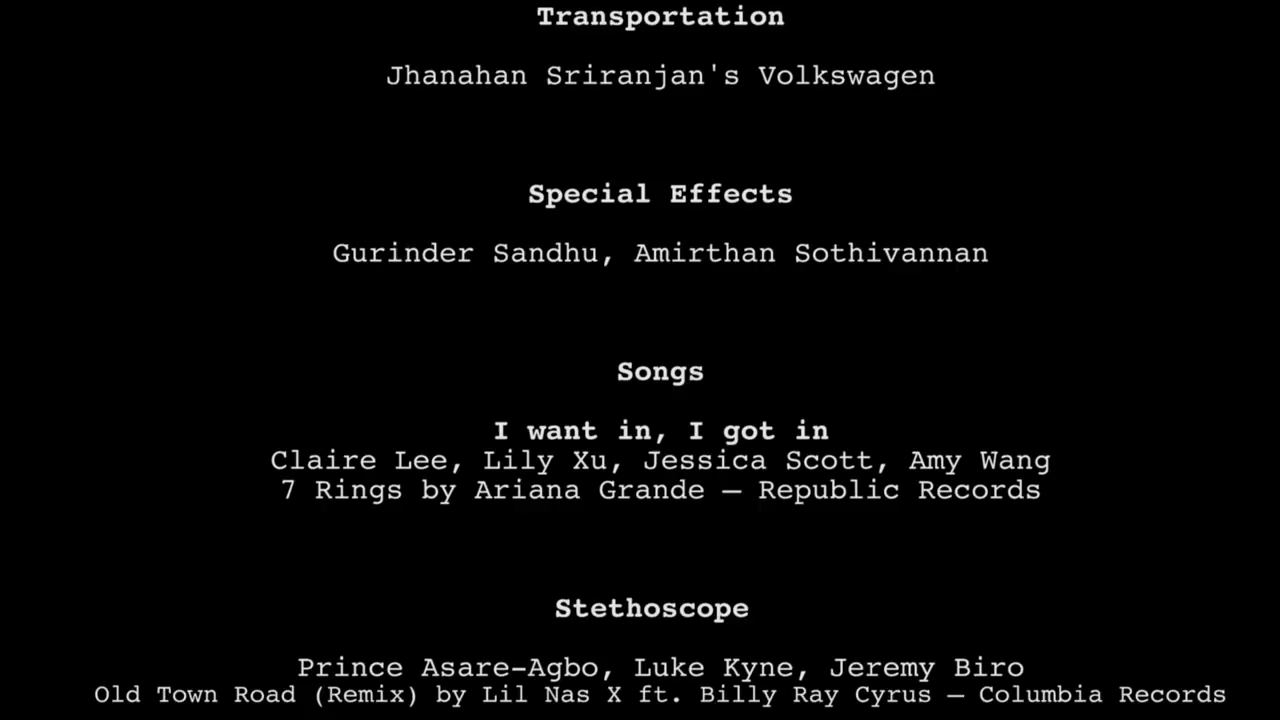 Transportation
Jhanahan Sriranjan's Volkswagen
Special Effects
Gurinder Sandhu, Amirthan Sothivannan
Songs
I want in, I got in
Claire Lee, Lily Xu, Jessica Scott, Amy Wang
7 Rings by Ariana Grande – Republic Records
Stethoscope
Prince Asare-Agbo, Luke Kyne, Jeremy Biro
Old Town Road (Remix) by Lil Nas X ft. Billy Ray Cyrus – Columbia Records